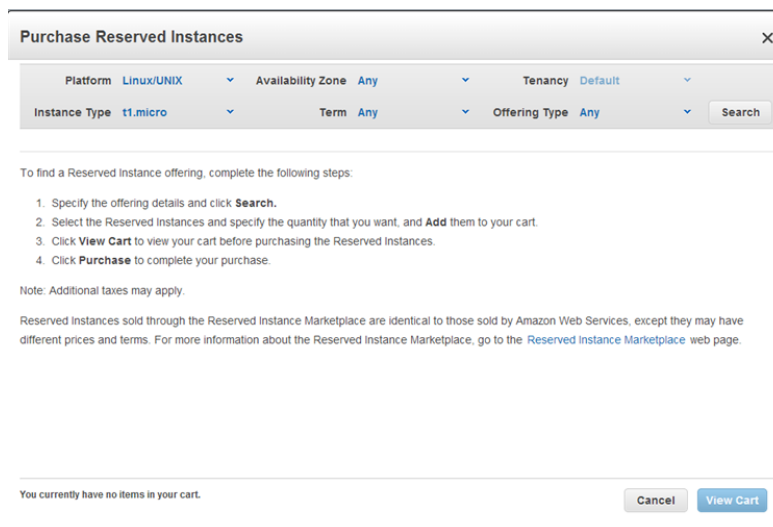 Purchase Reserved Instances
Platform Linux/UNIX Availability Zone Any Tenancy Default
Instance Type t1.micro Term Any Offering Type Any Search
To find a Reserved Instance offering, complete the following steps:
1. Specify the offering details and click Search.
2. Select the Reserved Instances and specify the quantity that you want, and Add them to your cart.
3. Click View Cart to view your cart before purchasing the Reserved Instances.
4. Click Purchase to complete your purchase.
Note: Additional taxes may apply.
Reserved Instances sold through the Reserved Instance Marketplace are identical to those sold by Amazon Web Services, except they may have
different prices and terms. For more information about the Reserved Instance Marketplace, go to the Reserved Instance Marketplace web page.
You currently have no items in your cart.
Cancel View Cart